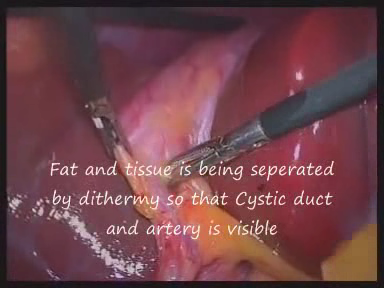 Fat and tissue is being seperated
by dithermy so that Cystic duct
and artery is visible